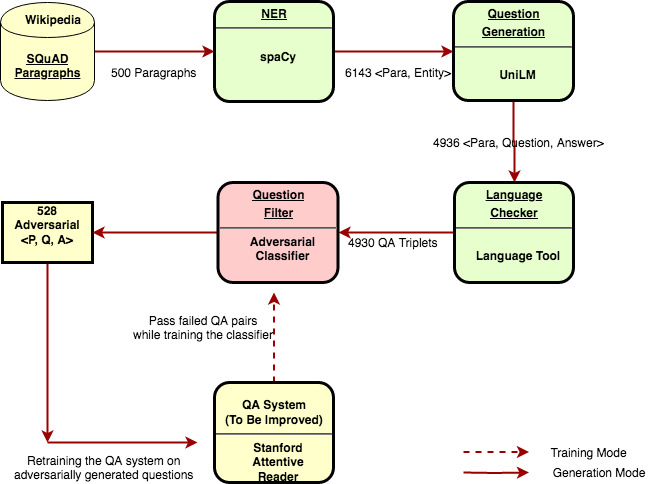 Wikipedia
SQuAD
Paragraphs
500 Paragraphs
NER
spaCy
6143 <Para, Entity>
Question
Generation
UniLM
4936 <Para, Question, Answer>
Language
Checker
Language Tool
4930 QA Triplets
Question
Filter
Adversarial
Classifier
528
Adversarial
<P, Q, A>
Pass failed QA pairs
while training the classifier
QA System
(To Be Improved)
Stanford
Attentive
Reader
Retraining the QA system on
adversarially generated questions
Training Mode
Generation Mode